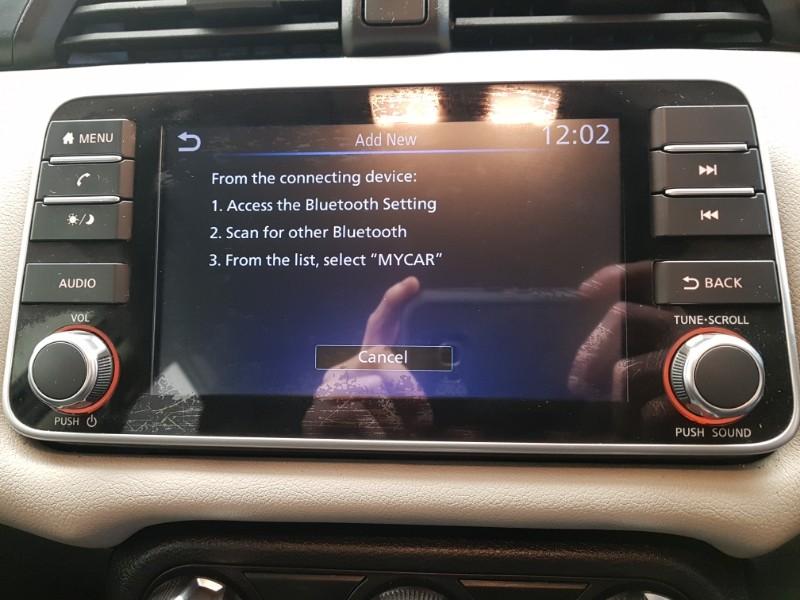 MENU
Add New
12:02
From the connecting device:
1. Access the Bluetooth Setting
2. Scan for other Bluetooth
3. From the list, select “MYCAR”
Cancel
AUDIO
BACK
VOL
TUNE•SCROLL
PUSH
PUSH SOUND